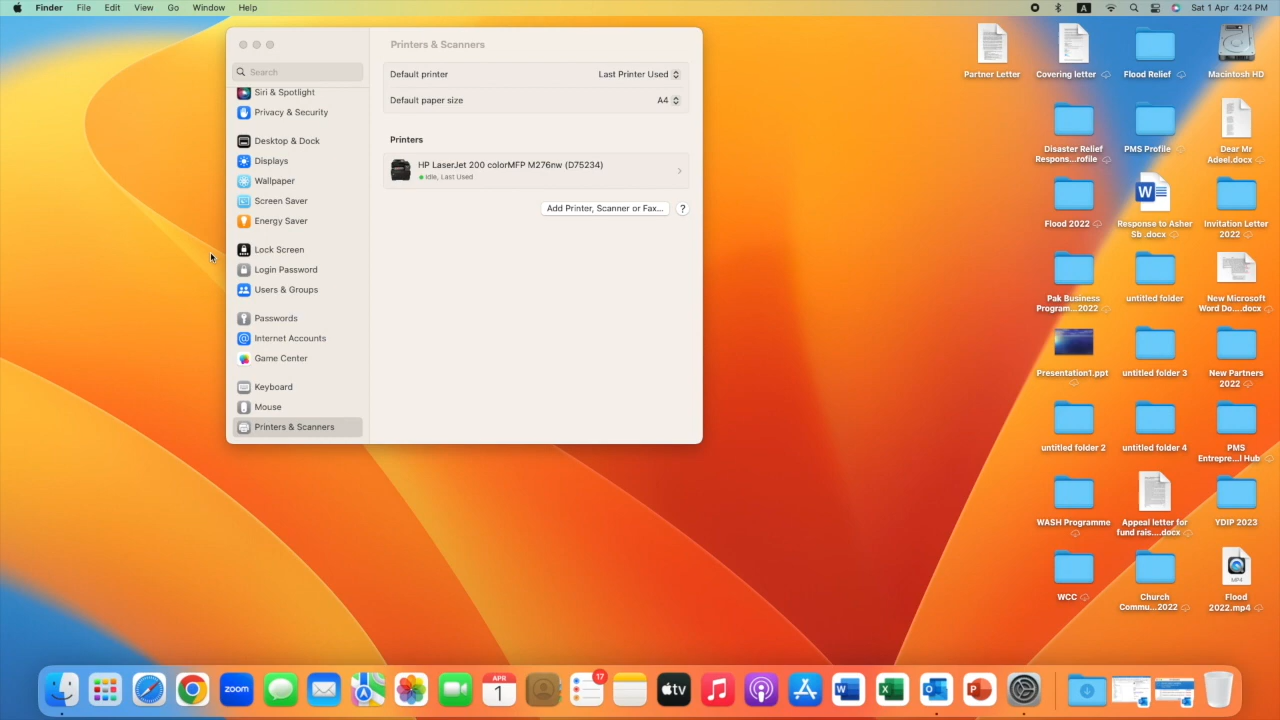 Finder File Edit View Go Window Help
A Sat 1 Apr 4:24 PM
Printers & Scanners
Search
Siri & Spotlight
Privacy & Security
Desktop & Dock
Displays
Wallpaper
Screen Saver
Energy Saver
Lock Screen
Login Password
Users & Groups
Passwords
Internet Accounts
Game Center
Keyboard
Mouse
Printers & Scanners
Default printer Last Printer Used
Default paper size A4
Printers
HP LaserJet 200 colorMFP M276nw (D75234)
Idle, Last Used
Add Printer, Scanner or Fax... ?
Partner Letter
Covering letter
Flood Relief
Macintosh HD
Disaster Relief
Respons...rofile
PMS Profile
Dear Mr
Adeel.docx
Flood 2022
Response to Asher
Sb .docx
Invitation Letter
2022
Pak Business
Program...2022
untitled folder
New Microsoft
Word Do....docx
Presentation1.ppt
untitled folder 3
New Partners
2022
untitled folder 2
untitled folder 4
PMS
Entrepre...l Hub
WASH Programme
Appeal letter for
fund rais....docx
YDIP 2023
WCC
Church
Commu...2022
MP4
Flood
2022.mp4
zoom
APR
1
17
tv
W
X
O
P